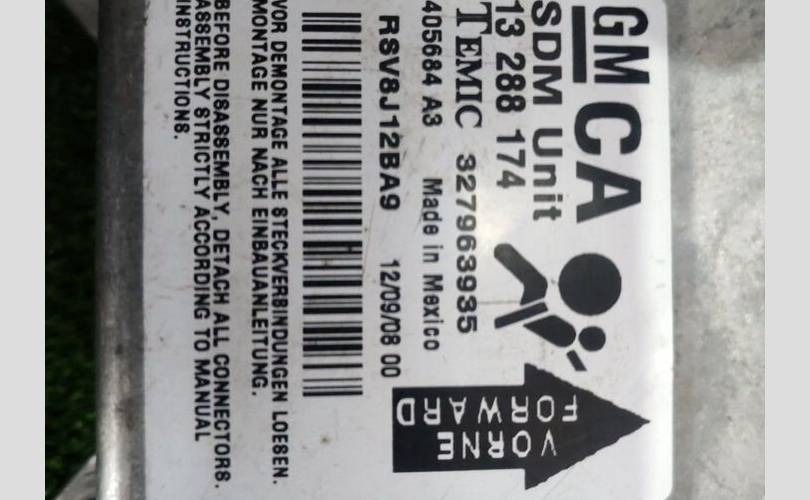 GM CA
SDM Unit
13 288 174
TEMIC 327963935
405684 A3 Made in Mexico
RSV8J12BA9 12/09/08 00
VOR DEMONTAGE ALLE STECKVERBINDUNGEN LOESEN.
MONTAGE NUR NACH EINBAUANLEITUNG.
BEFORE DISASSEMBLY, DETACH ALL CONNECTORS.
ASSEMBLY STRICTLY ACCORDING TO MANUAL
INSTRUCTIONS.
VORNE
FORWARD